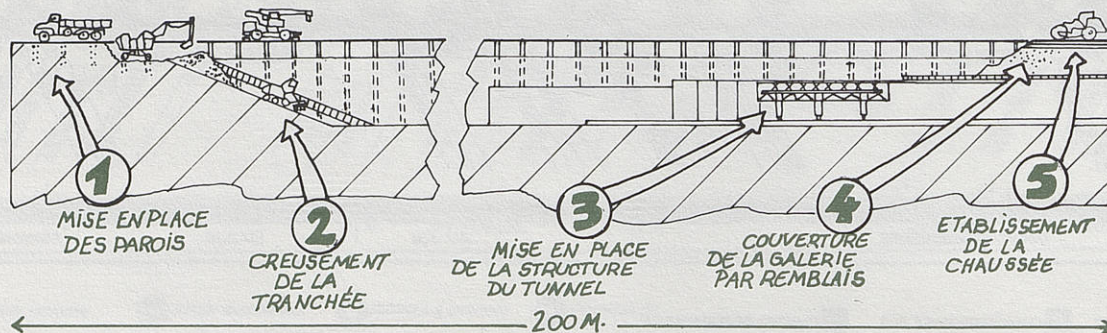 1
MISE EN PLACE
DES PAROIS
2
CREUSEMENT
DE LA
TRANCHÉE
3
MISE EN PLACE
DE LA STRUCTURE
DU TUNNEL
4
COUVERTURE
DE LA GALERIE
PAR REMBLAIS
5
ETABLISSEMENT
DE LA
CHAUSSÉE
200 M.